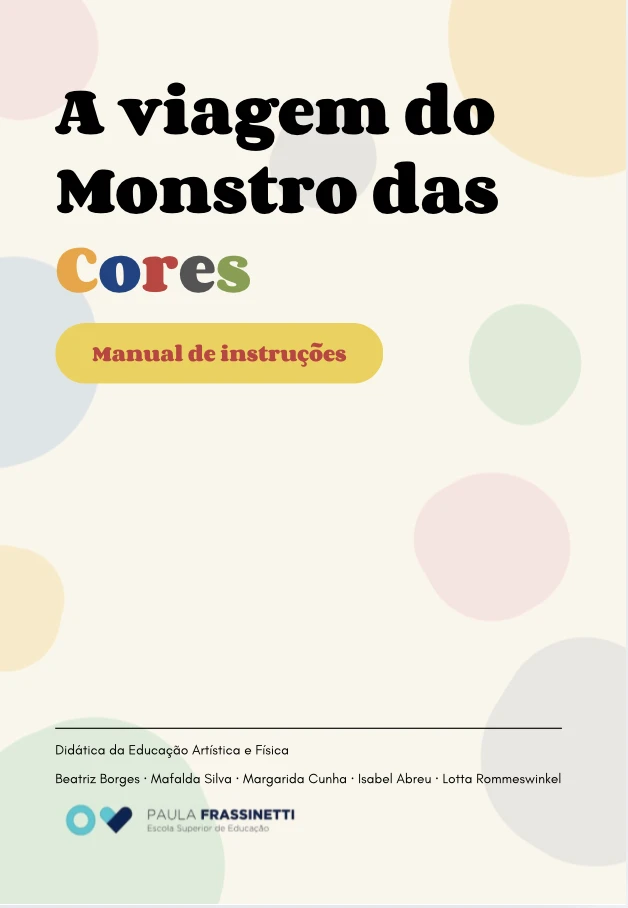 A viagem do
Monstro das
Cores
Manual de instruções
Didática da Educação Artística e Física
Beatriz Borges · Mafalda Silva · Margarida Cunha · Isabel Abreu · Lotta Rommeswinkel
PAULA FRASSINETTI
Escola Superior de Educação